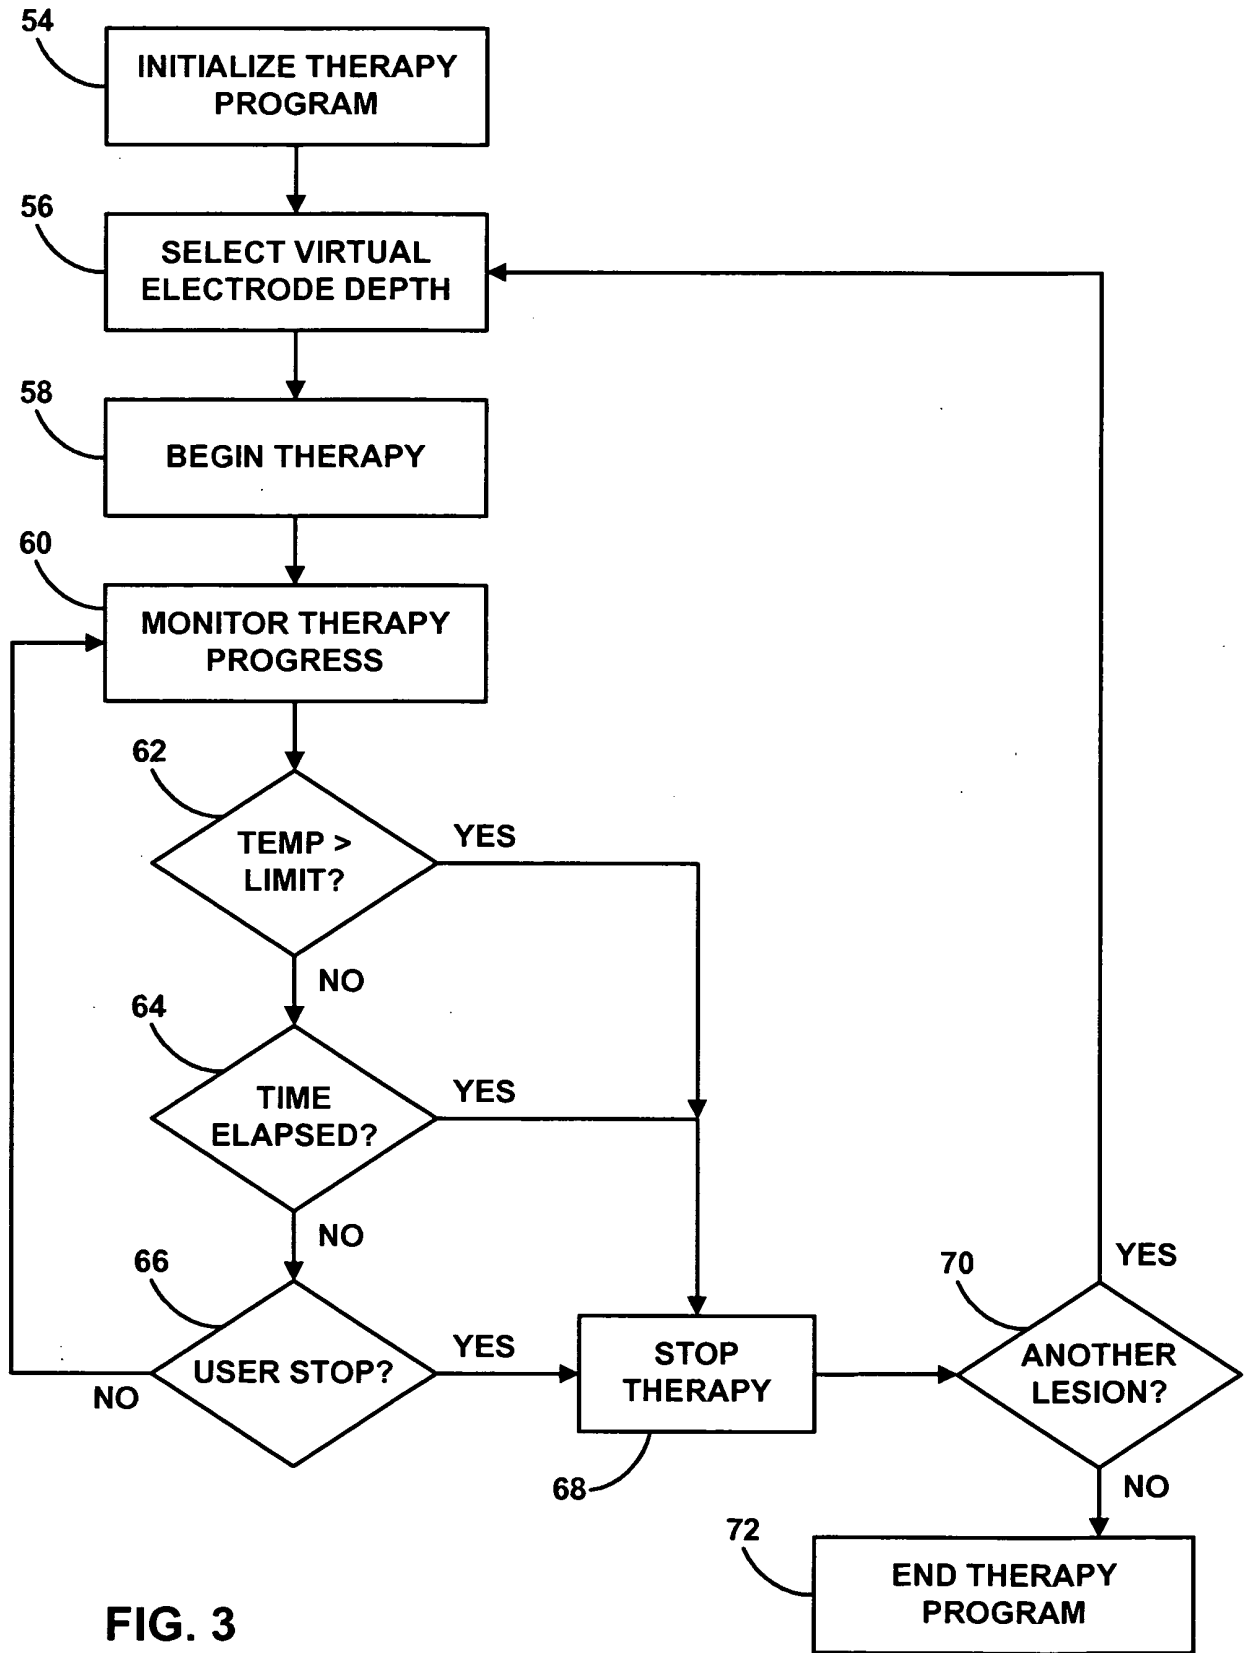 54
INITIALIZE THERAPY
PROGRAM
56
SELECT VIRTUAL
ELECTRODE DEPTH
58
BEGIN THERAPY
60
MONITOR THERAPY
PROGRESS
62
TEMP >
LIMIT?
YES
NO
64
TIME
ELAPSED?
YES
NO
66
USER STOP?
YES
NO
STOP
THERAPY
68
70
ANOTHER
LESION?
YES
NO
72
END THERAPY
PROGRAM
FIG. 3